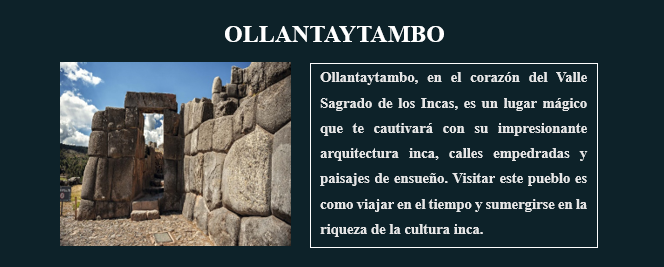 OLLANTAYTAMBO
Ollantaytambo, en el corazón del Valle
Sagrado de los Incas, es un lugar mágico
que te cautivará con su impresionante
arquitectura inca, calles empedradas y
paisajes de ensueño. Visitar este pueblo es
como viajar en el tiempo y sumergirse en la
riqueza de la cultura inca.